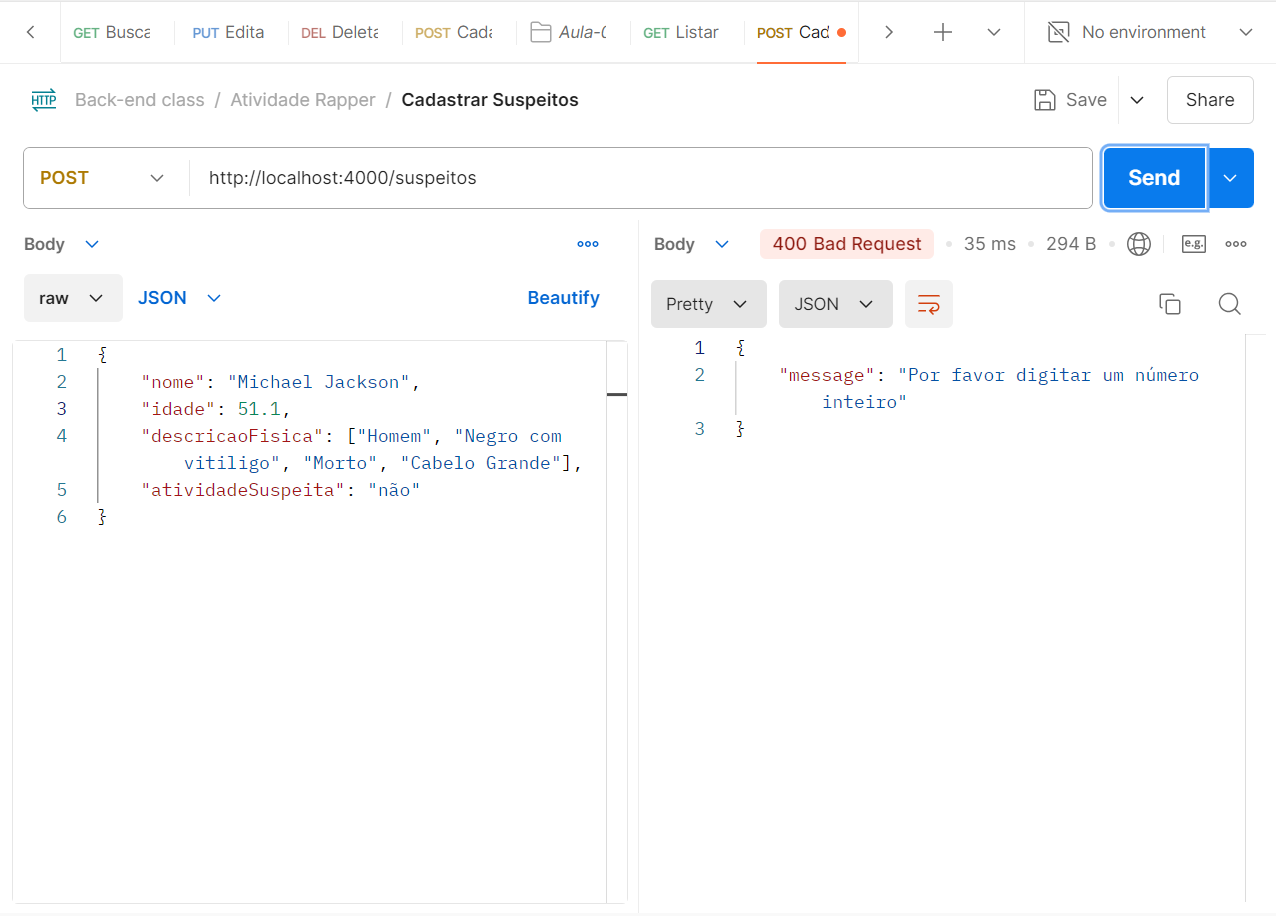 GET Busca PUT Edita DEL Deleta POST Cada Aula-0 GET Listar POST Cad No environment
HTTP Back-end class / Atividade Rapper / Cadastrar Suspeitos Save Share
POST http://localhost:4000/suspeitos Send
Body
raw JSON Beautify
1 {
2 "nome": "Michael Jackson",
3 "idade": 51.1,
4 "descricaoFisica": ["Homem", "Negro com
vitiligo", "Morto", "Cabelo Grande"],
5 "atividadeSuspeita": "não"
6 }
Body 400 Bad Request 35 ms 294 B e.g.
Pretty JSON
1 {
2 "message": "Por favor digitar um número
inteiro"
3 }